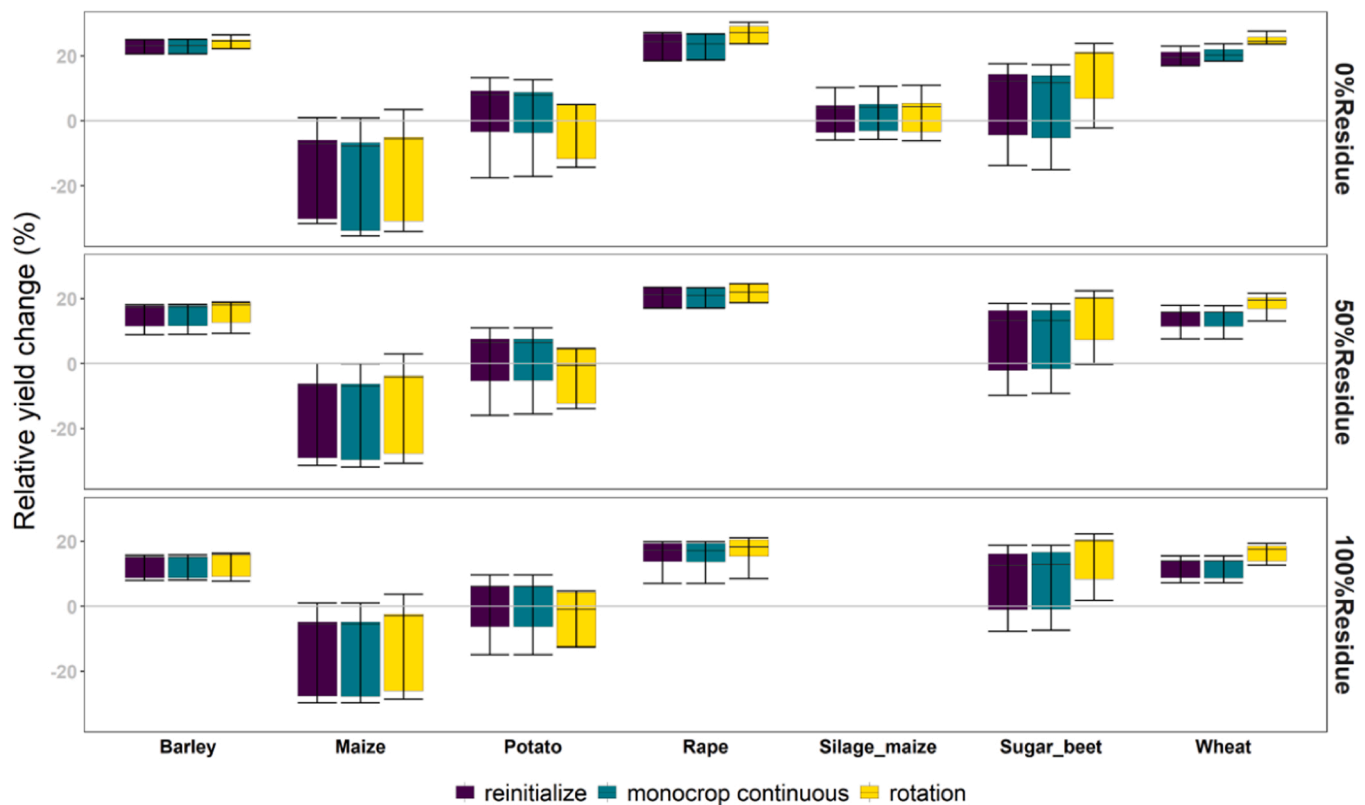 Relative yield change (%)
20
0
-20
0%Residue
20
0
-20
50%Residue
20
0
-20
100%Residue
Barley Maize Potato Rape Silage_maize Sugar_beet Wheat
reinitialize monocrop continuous rotation